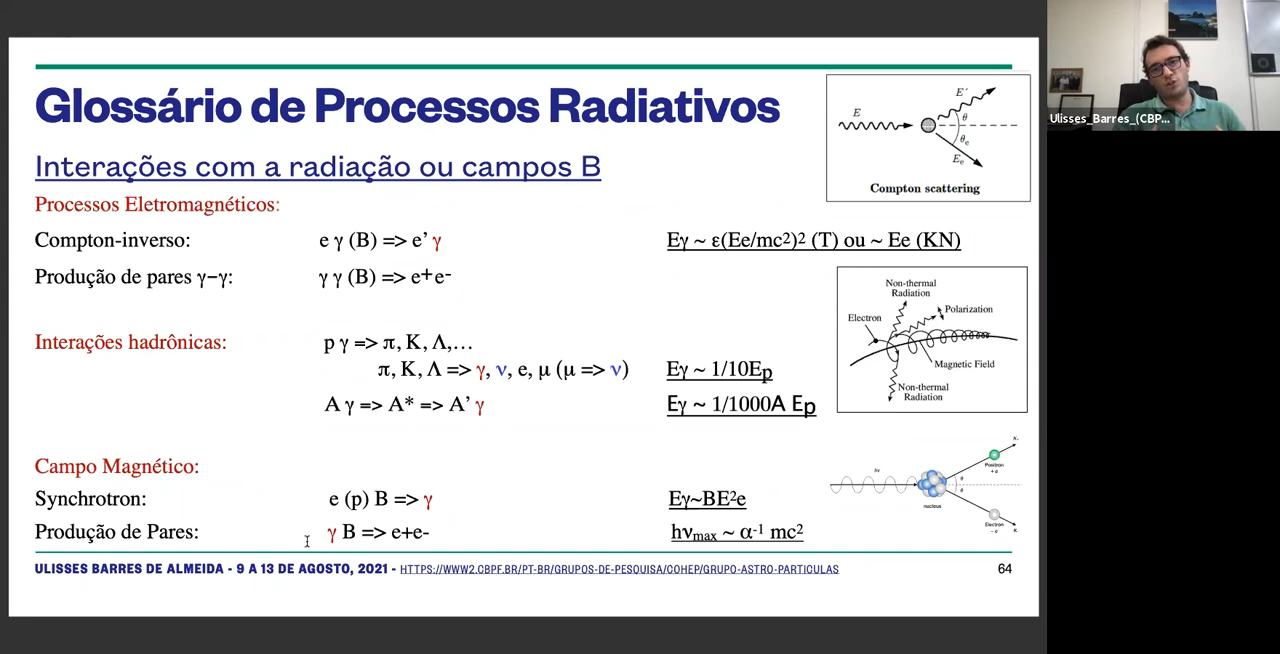 Glossário de Processos Radiativos
Interações com a radiação ou campos B
Processos Eletromagnéticos:
Compton-inverso: e γ (B) => e’ γ Eγ ~ ε(Ee/mc²)² (T) ou ~ Ee (KN)
Produção de pares γ–γ: γ γ (B) => e+e-
Interações hadrônicas: p γ => π, K, Λ,…
π, K, Λ => γ, ν, e, μ (μ => ν) Eγ ~ 1/10Ep
A γ => A* => A’ γ Eγ ~ 1/1000A Ep
Campo Magnético:
Synchrotron: e (p) B => γ Eγ~BE²e
Produção de Pares: γ B => e+e- hνmax ~ α-1 mc²
E
E′
θ
θe
Ee
Compton scattering
Non-thermal
Radiation
Polarization
Electron
Magnetic Field
Non-thermal
Radiation
hν
nucleus
θ
θ
Positron
+ e
Electron
- e
ULISSES BARRES DE ALMEIDA - 9 A 13 DE AGOSTO, 2021 - HTTPS://WWW2.CBPF.BR/PT-BR/GRUPOS-DE-PESQUISA/COHEP/GRUPO-ASTRO-PARTICULAS 64
Ulisses_Barres_(CBP...